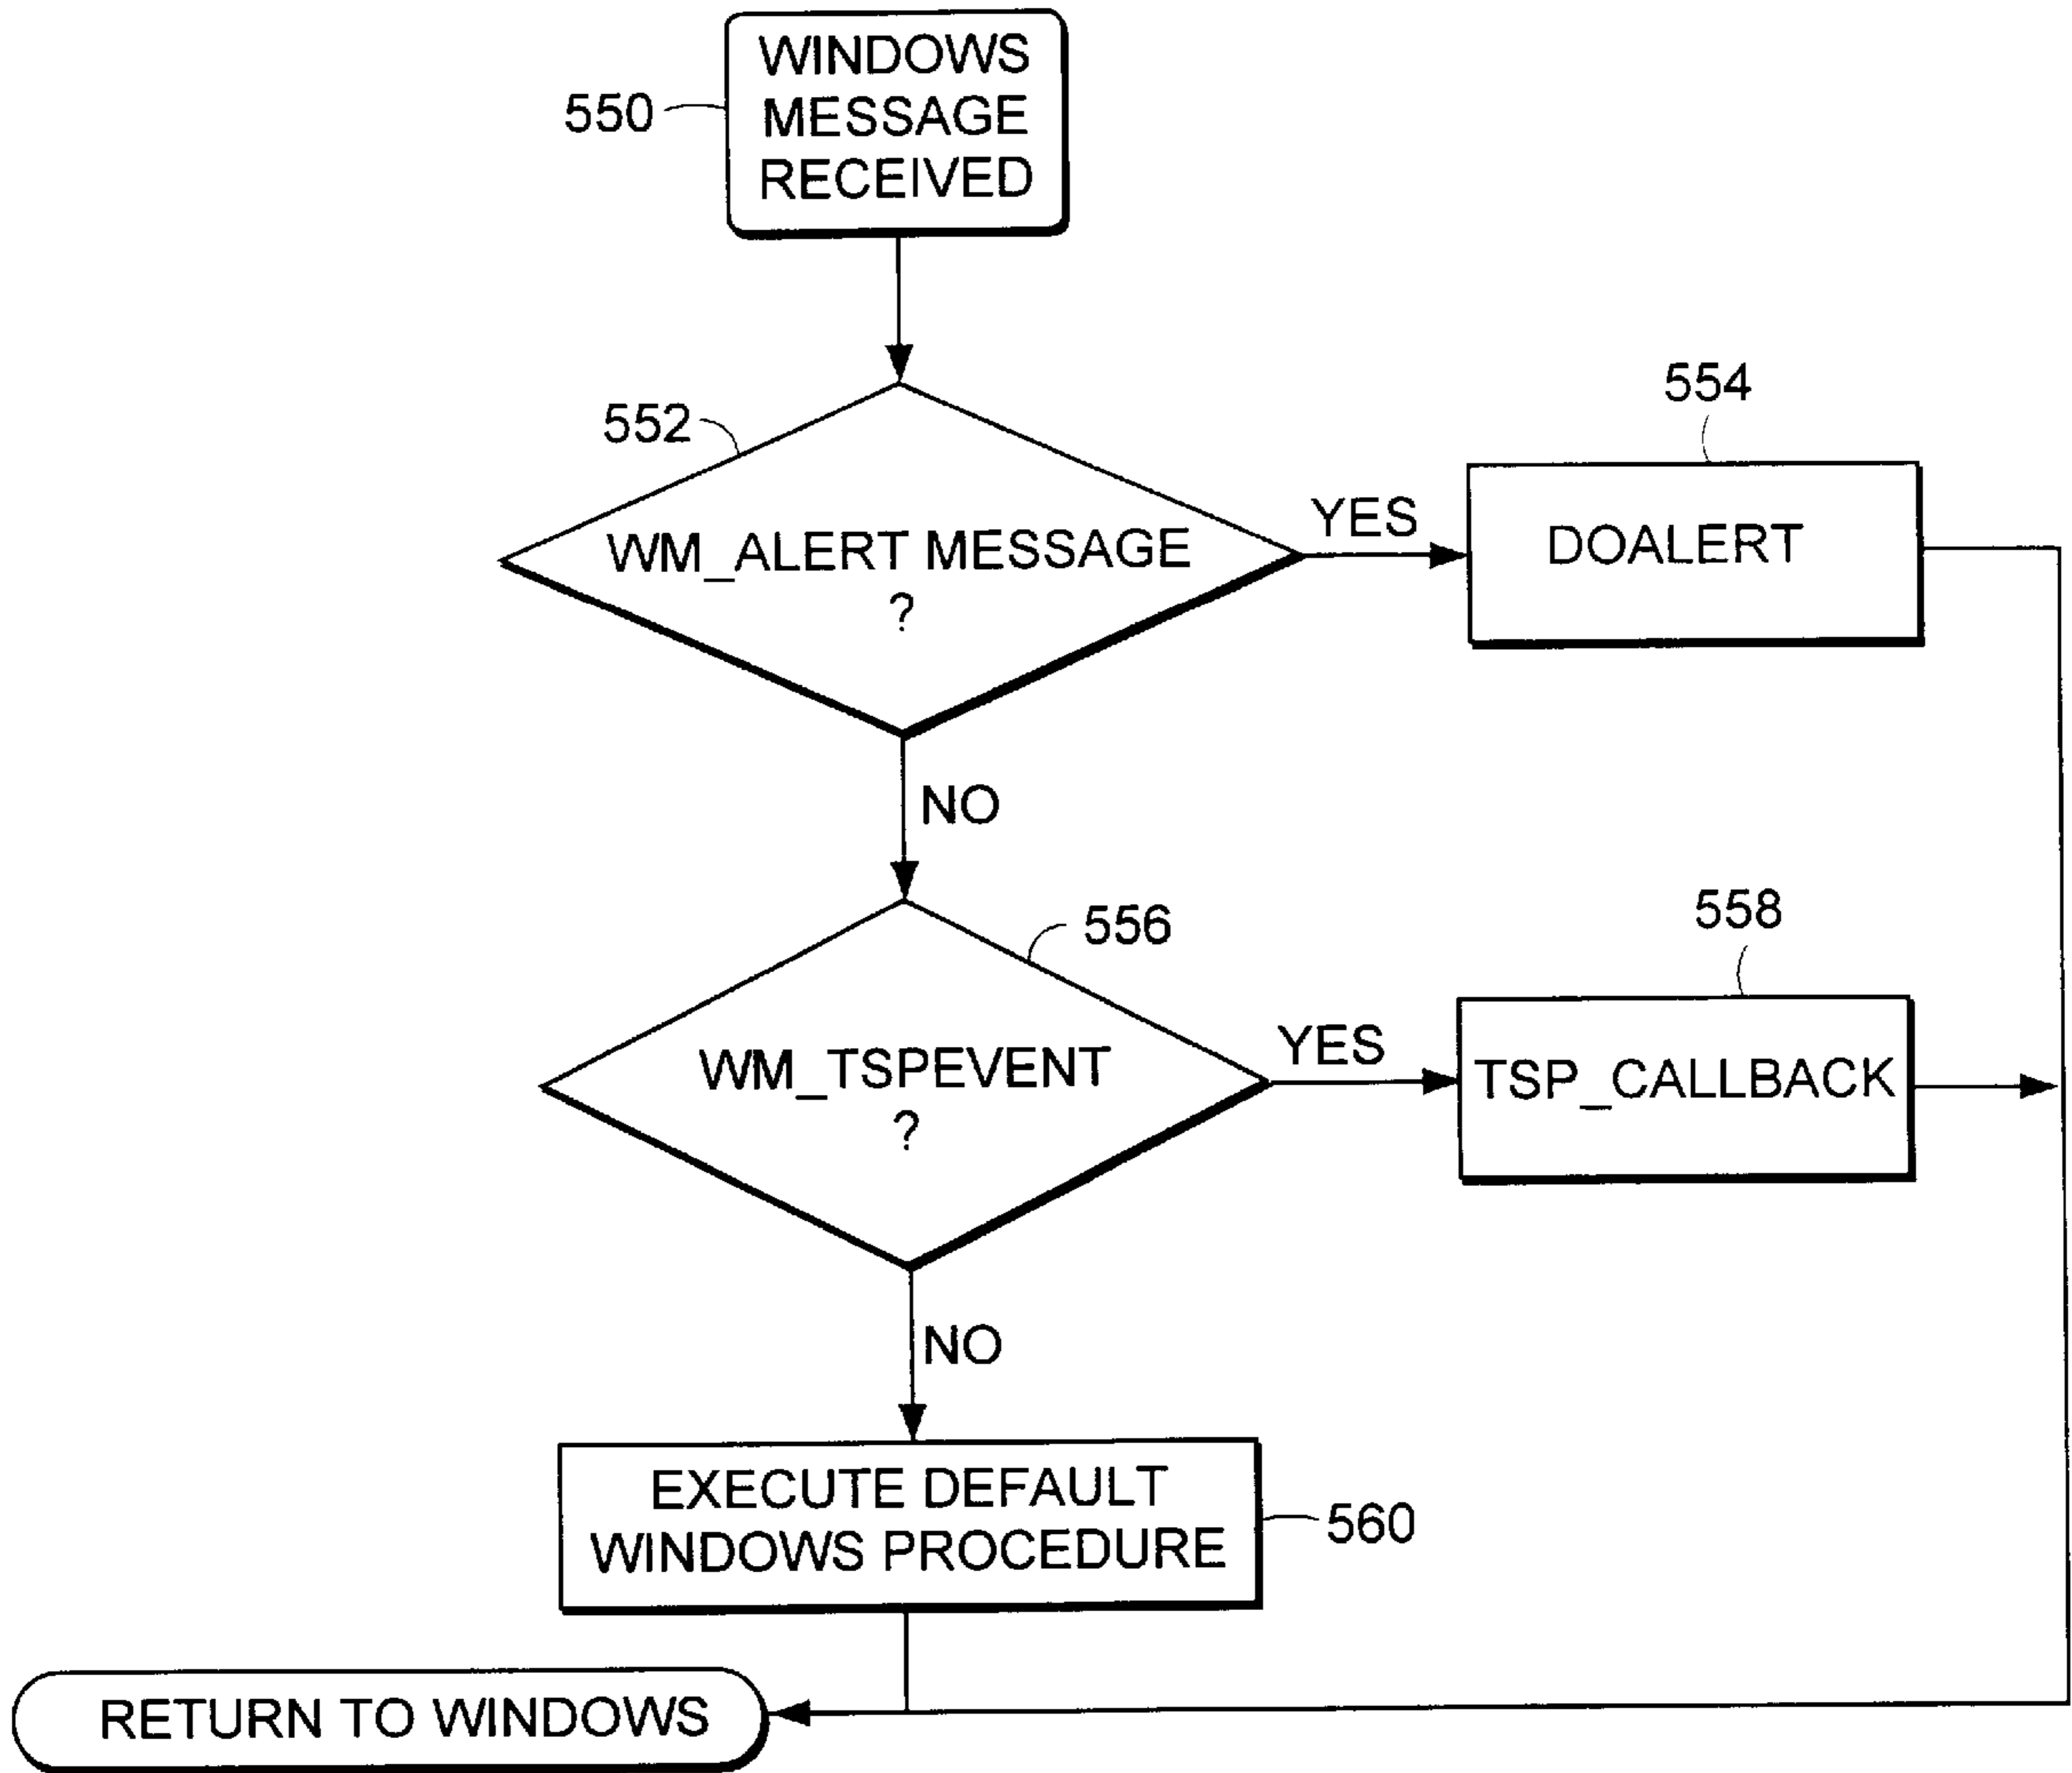 WINDOWS
MESSAGE
RECEIVED
550
552
WM_ALERT MESSAGE
?
YES
554
DOALERT
NO
556
WM_TSPEVENT
?
YES
558
TSP_CALLBACK
NO
EXECUTE DEFAULT
WINDOWS PROCEDURE
560
RETURN TO WINDOWS